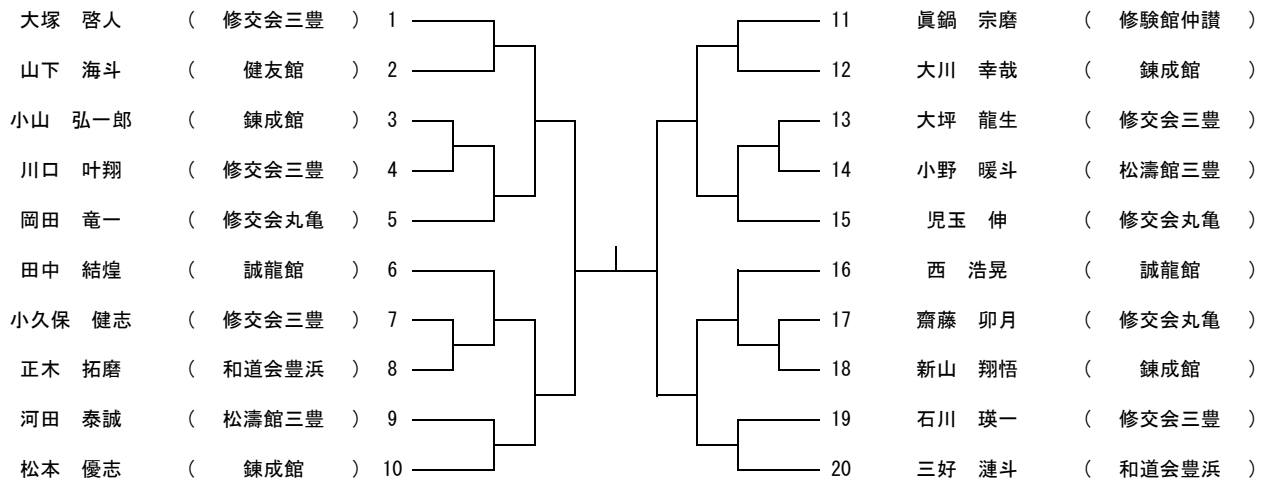 大塚　啓人 （ 修交会三豊 ） 1 11 眞鍋　宗磨 （ 修験館仲讃 ）
山下　海斗 （ 健友館 ） 2 12 大川　幸哉 （ 錬成館 ）
小山　弘一郎 （ 錬成館 ） 3 13 大坪　龍生 （ 修交会三豊 ）
川口　叶翔 （ 修交会三豊 ） 4 14 小野　暖斗 （ 松濤館三豊 ）
岡田　竜一 （ 修交会丸亀 ） 5 15 児玉　伸 （ 修交会丸亀 ）
田中　結煌 （ 誠龍館 ） 6 16 西　浩晃 （ 誠龍館 ）
小久保　健志 （ 修交会三豊 ） 7 17 齋藤　卯月 （ 修交会丸亀 ）
正木　拓磨 （ 和道会豊浜 ） 8 18 新山　翔悟 （ 錬成館 ）
河田　泰誠 （ 松濤館三豊 ） 9 19 石川　瑛一 （ 修交会三豊 ）
松本　優志 （ 錬成館 ） 10 20 三好　漣斗 （ 和道会豊浜 ）